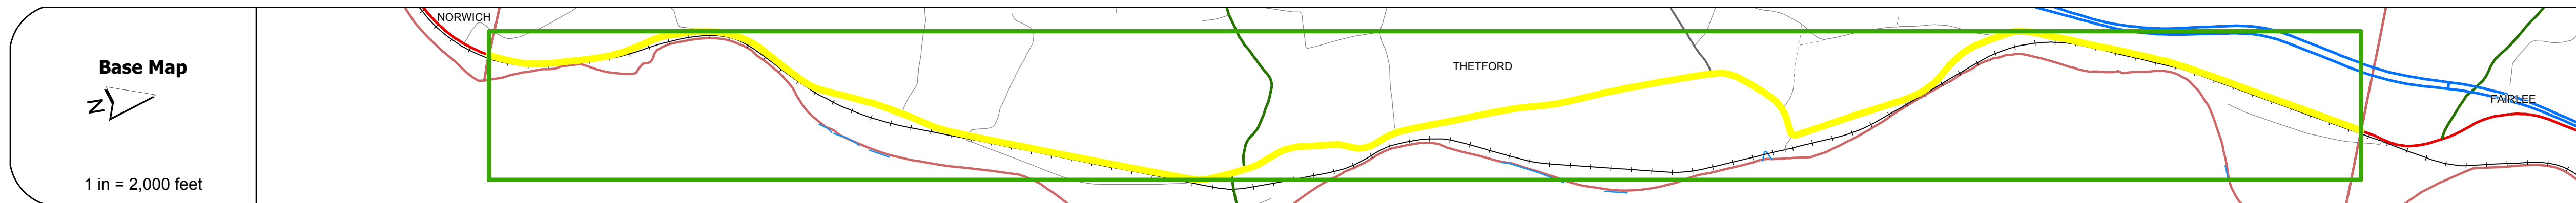 Base Map
N
1 in = 2,000 feet
NORWICH
THETFORD
FAIRLEE